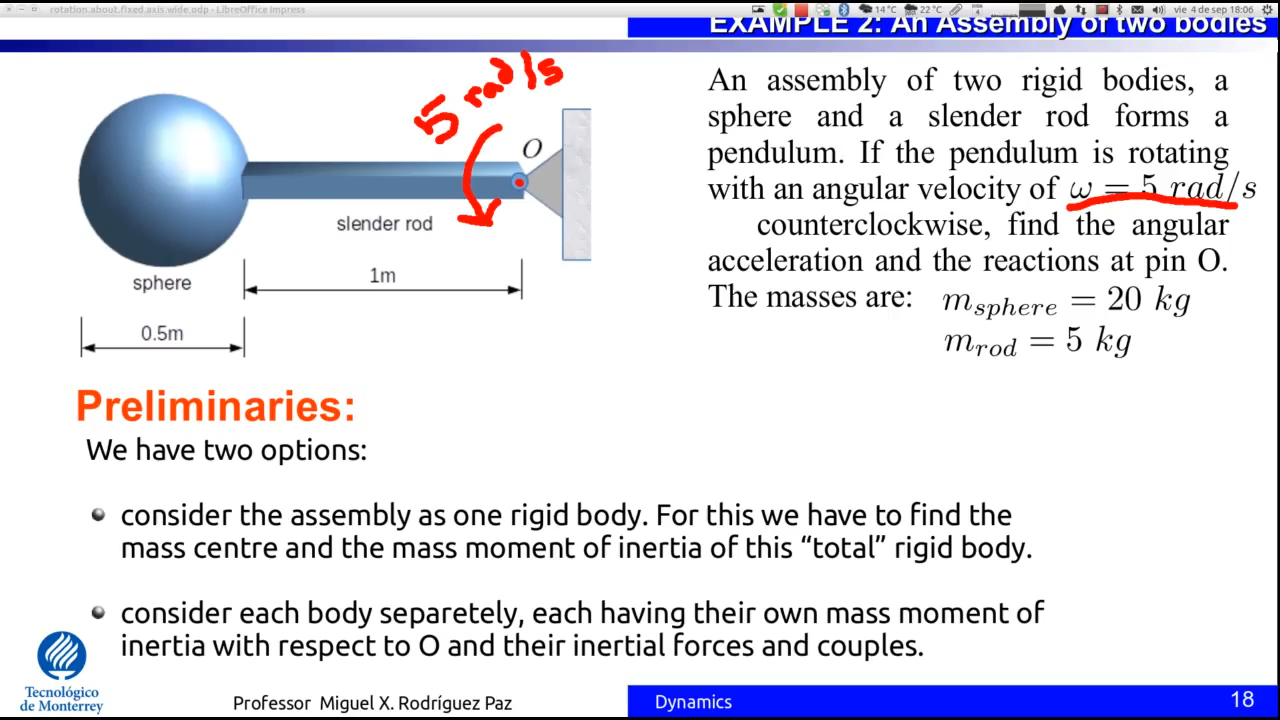 rotation.about.fixed.axis.wide.odp - LibreOffice Impress
14°C 22°C vie 4 de sep 18:06
EXAMPLE 2: An Assembly of two bodies
5 rad/s
O
slender rod
sphere
1m
0.5m
An assembly of two rigid bodies, a
sphere and a slender rod forms a
pendulum. If the pendulum is rotating
with an angular velocity of ω = 5 rad/s
counterclockwise, find the angular
acceleration and the reactions at pin O.
The masses are: m_sphere = 20 kg
m_rod = 5 kg
Preliminaries:
We have two options:
consider the assembly as one rigid body. For this we have to find the
mass centre and the mass moment of inertia of this “total” rigid body.
consider each body separetely, each having their own mass moment of
inertia with respect to O and their inertial forces and couples.
Tecnológico
de Monterrey
Professor Miguel X. Rodríguez Paz
Dynamics
18